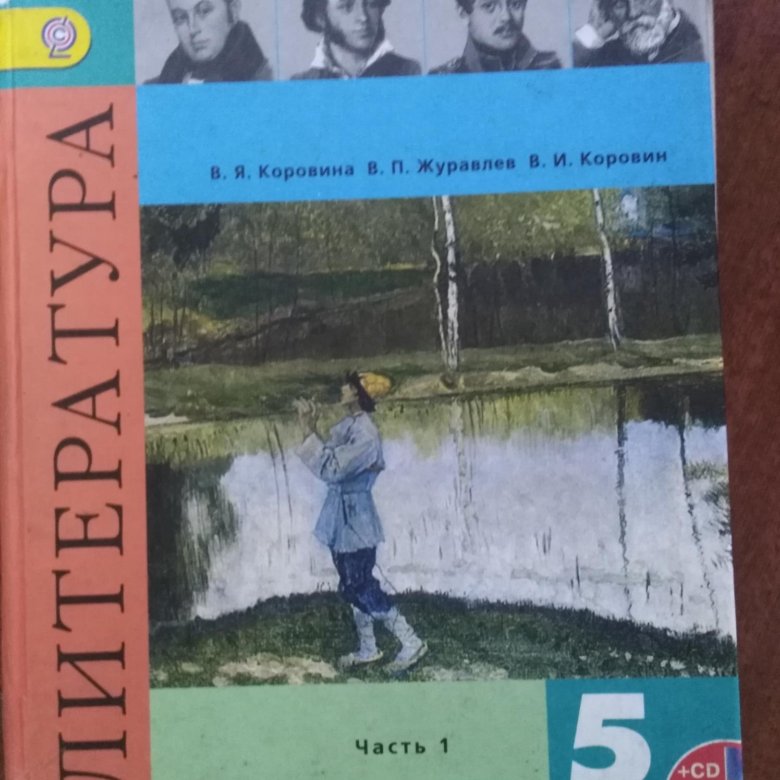 В. Я. Коровина В. П. Журавлев В. И. Коровин
ЛИТЕРАТУРА
Часть 1
5
+CD